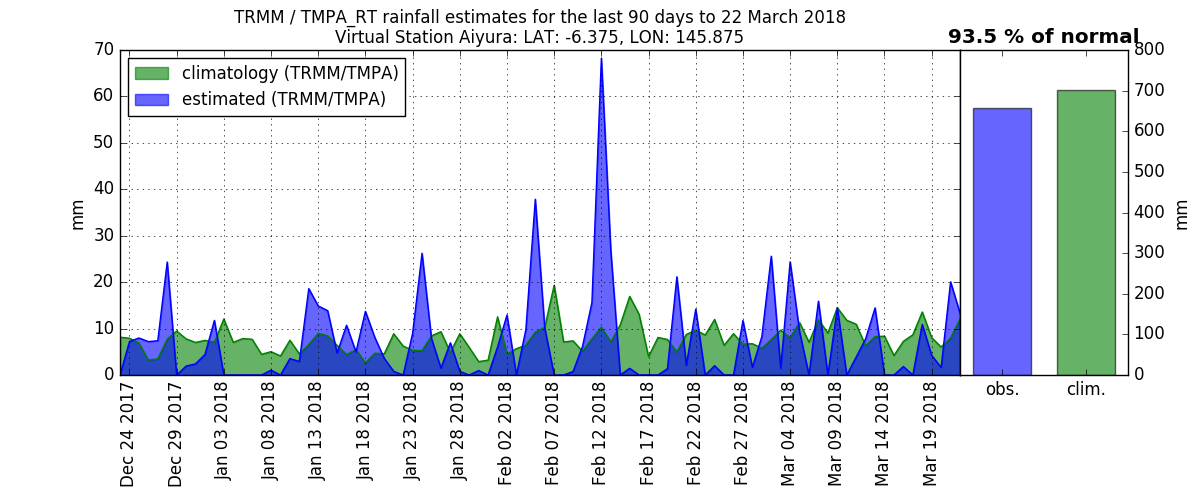 TRMM / TMPA_RT rainfall estimates for the last 90 days to 22 March 2018
Virtual Station Aiyura: LAT: -6.375, LON: 145.875
93.5 % of normal
climatology (TRMM/TMPA)
estimated (TRMM/TMPA)
70
60
50
40
30
20
10
0
mm
Dec 24 2017
Dec 29 2017
Jan 03 2018
Jan 08 2018
Jan 13 2018
Jan 18 2018
Jan 23 2018
Jan 28 2018
Feb 02 2018
Feb 07 2018
Feb 12 2018
Feb 17 2018
Feb 22 2018
Feb 27 2018
Mar 04 2018
Mar 09 2018
Mar 14 2018
Mar 19 2018
obs.
clim.
800
700
600
500
400
300
200
100
0
mm